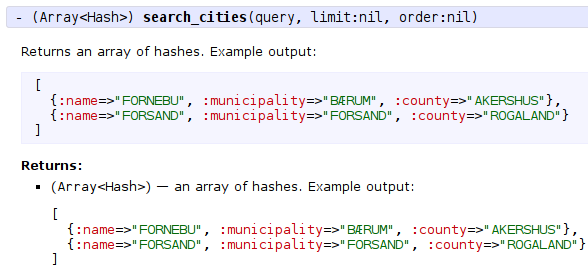 - (Array<Hash>) search_cities(query, limit:nil, order:nil)
Returns an array of hashes. Example output:
[
{:name=>"FORNEBU", :municipality=>"BÆRUM", :county=>"AKERSHUS"},
{:name=>"FORSAND", :municipality=>"FORSAND", :county=>"ROGALAND"}
]
Returns:
▪ (Array<Hash>) — an array of hashes. Example output:
[
{:name=>"FORNEBU", :municipality=>"BÆRUM", :county=>"AKERSHUS"},
{:name=>"FORSAND", :municipality=>"FORSAND", :county=>"ROGALAND"}
]